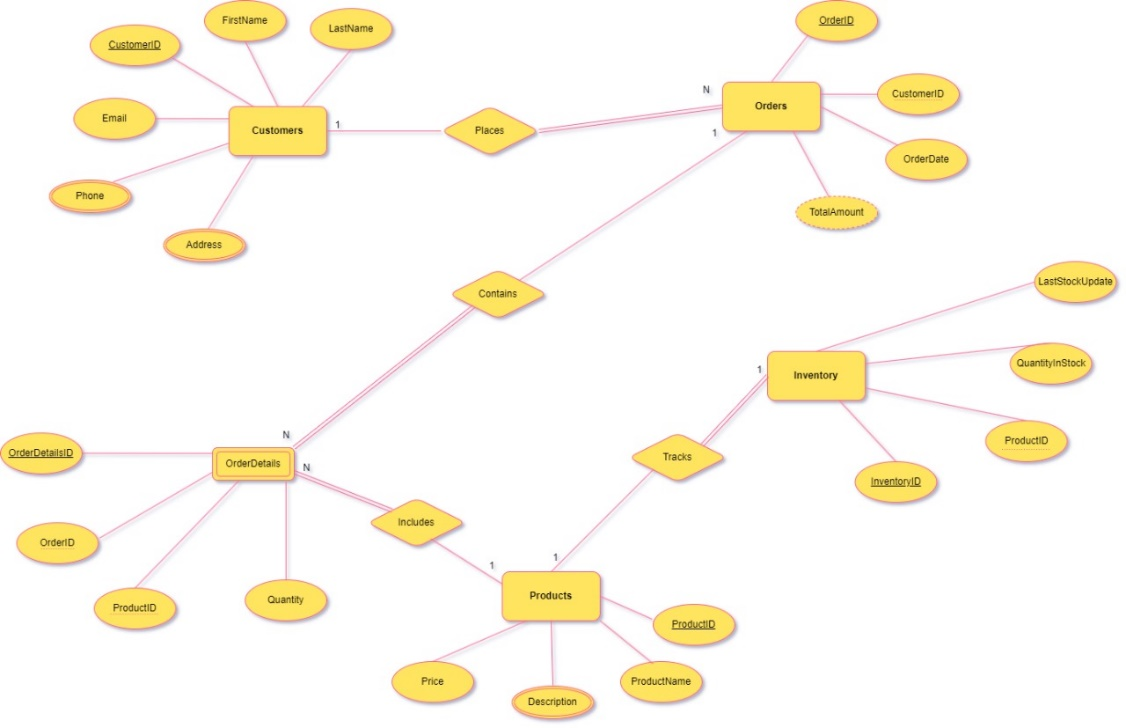 FirstName
OrderID
LastName
CustomerID
N
CustomerID
Orders
Email
1
Customers
Places
1
OrderDate
Phone
TotalAmount
Address
LastStockUpdate
Contains
QuantityInStock
1
Inventory
N
ProductID
OrderDetailsID
OrderDetails
N
Tracks
InventoryID
Includes
OrderID
1
1
Products
Quantity
ProductID
ProductID
Price
ProductName
Description